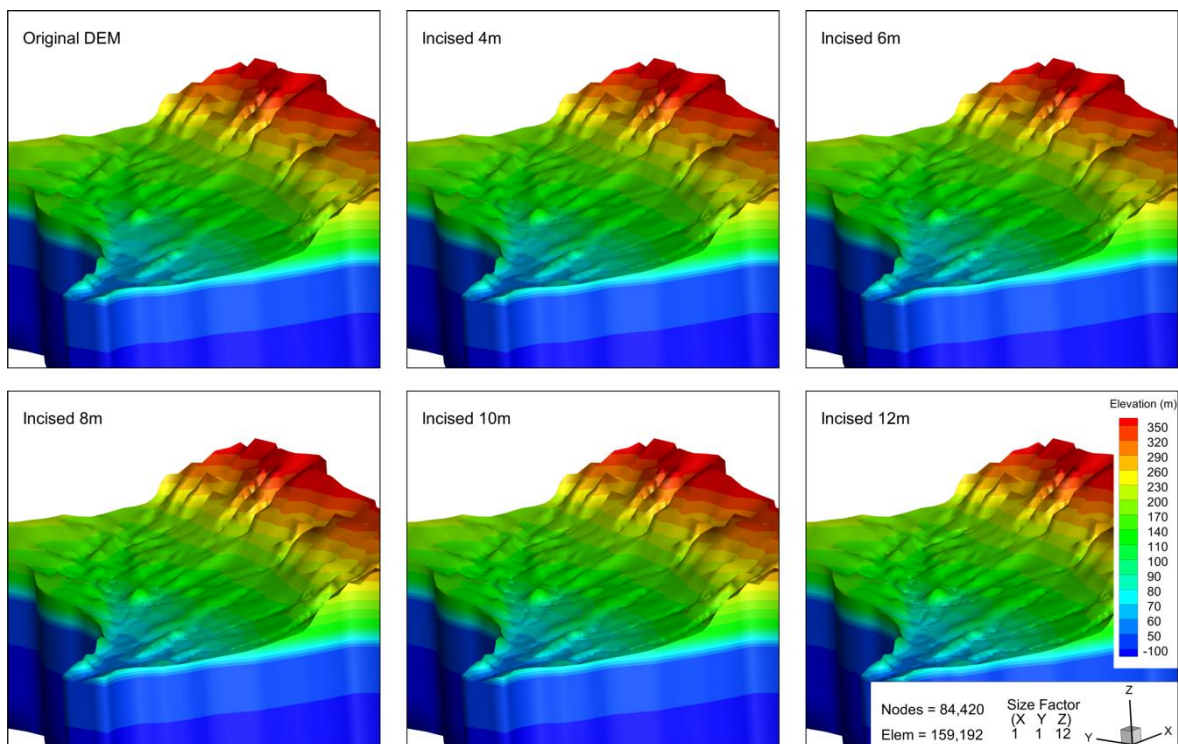 Original DEM
Incised 4m
Incised 6m
Incised 8m
Incised 10m
Incised 12m
Elevation (m)
350
320
290
260
230
200
170
140
110
100
90
80
70
60
50
-100
Nodes = 84,420
Elem = 159,192
Size Factor
(X Y Z)
1 1 12
Z
Y
X